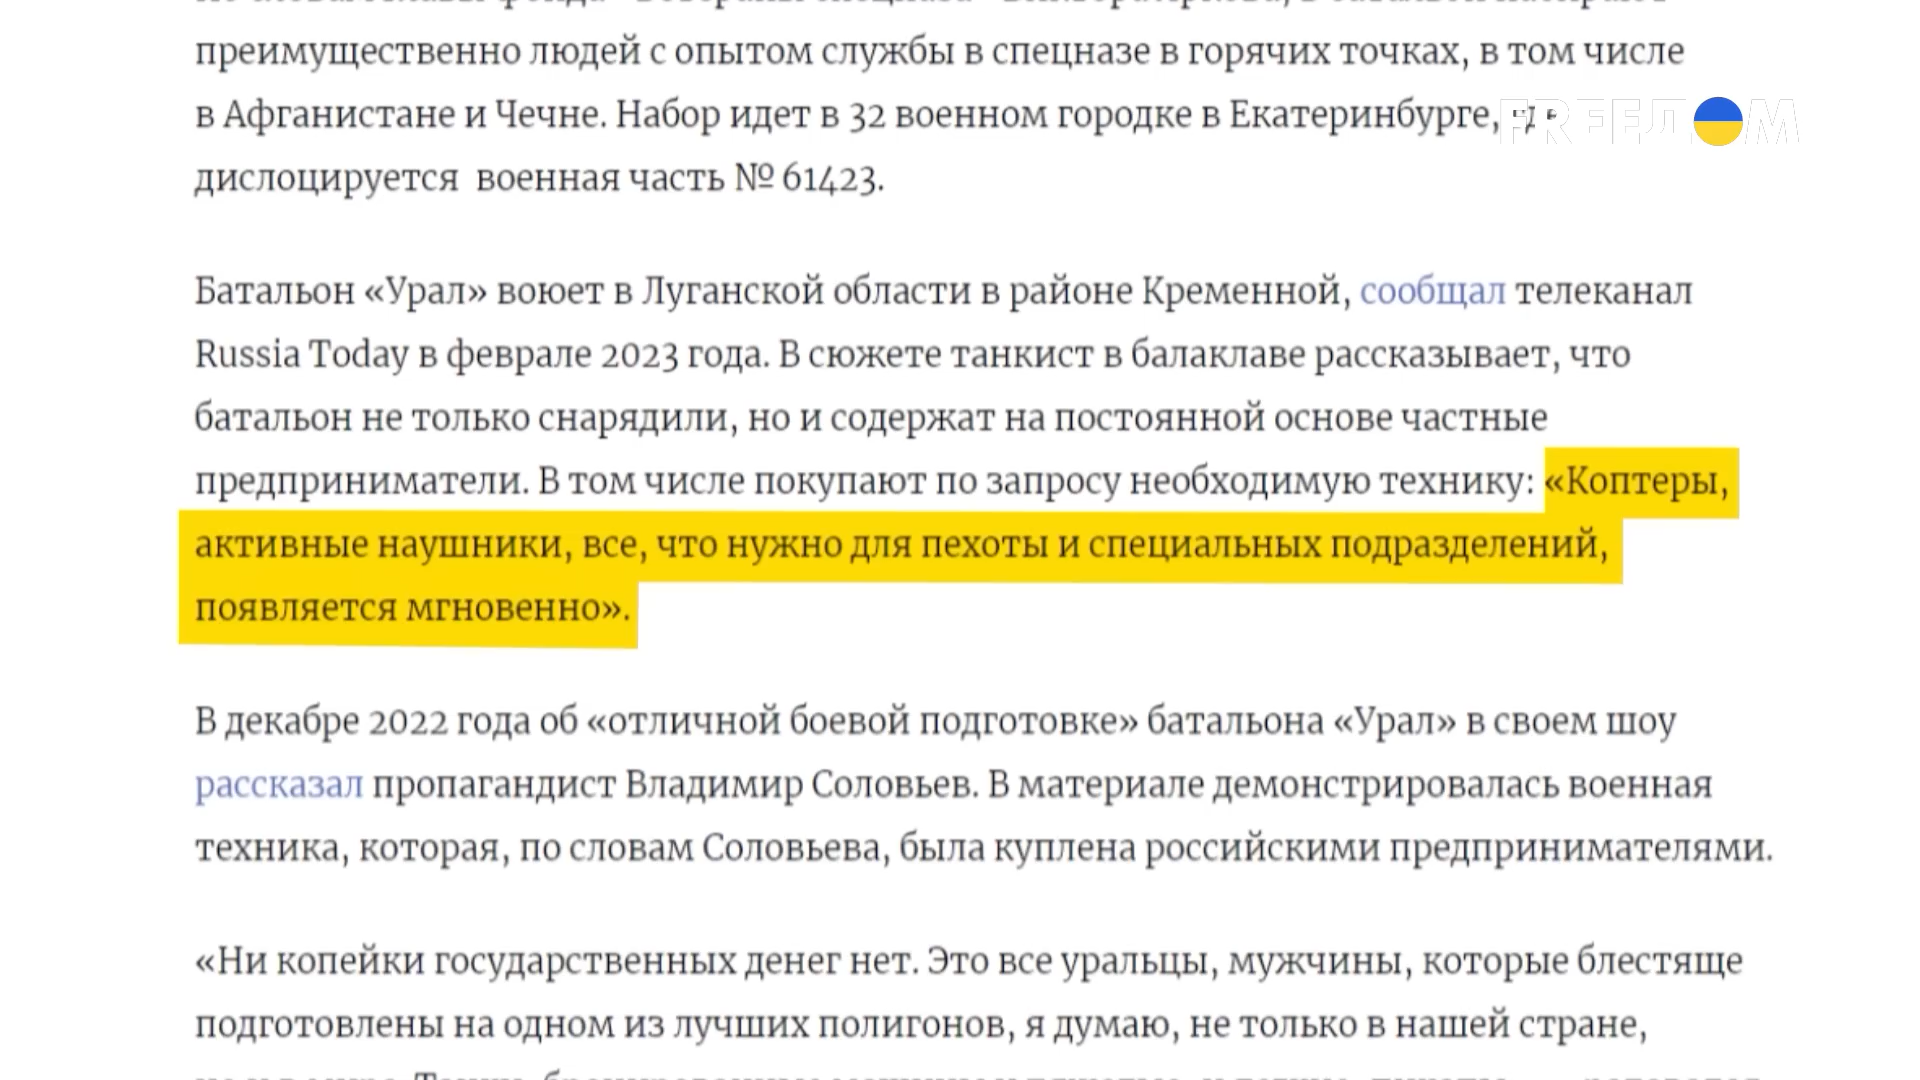 преимущественно людей с опытом службы в спецназе в горячих точках, в том числе
в Афганистане и Чечне. Набор идет в 32 военном городке в Екатеринбурге, где
FREEДОМ
дислоцируется военная часть № 61423.
Батальон «Урал» воюет в Луганской области в районе Кременной, сообщал телеканал
Russia Today в феврале 2023 года. В сюжете танкист в балаклаве рассказывает, что
батальон не только снарядили, но и содержат на постоянной основе частные
предприниматели. В том числе покупают по запросу необходимую технику: «Коптеры,
активные наушники, все, что нужно для пехоты и специальных подразделений,
появляется мгновенно».
В декабре 2022 года об «отличной боевой подготовке» батальона «Урал» в своем шоу
рассказал пропагандист Владимир Соловьев. В материале демонстрировалась военная
техника, которая, по словам Соловьева, была куплена российскими предпринимателями.
«Ни копейки государственных денег нет. Это все уральцы, мужчины, которые блестяще
подготовлены на одном из лучших полигонов, я думаю, не только в нашей стране,